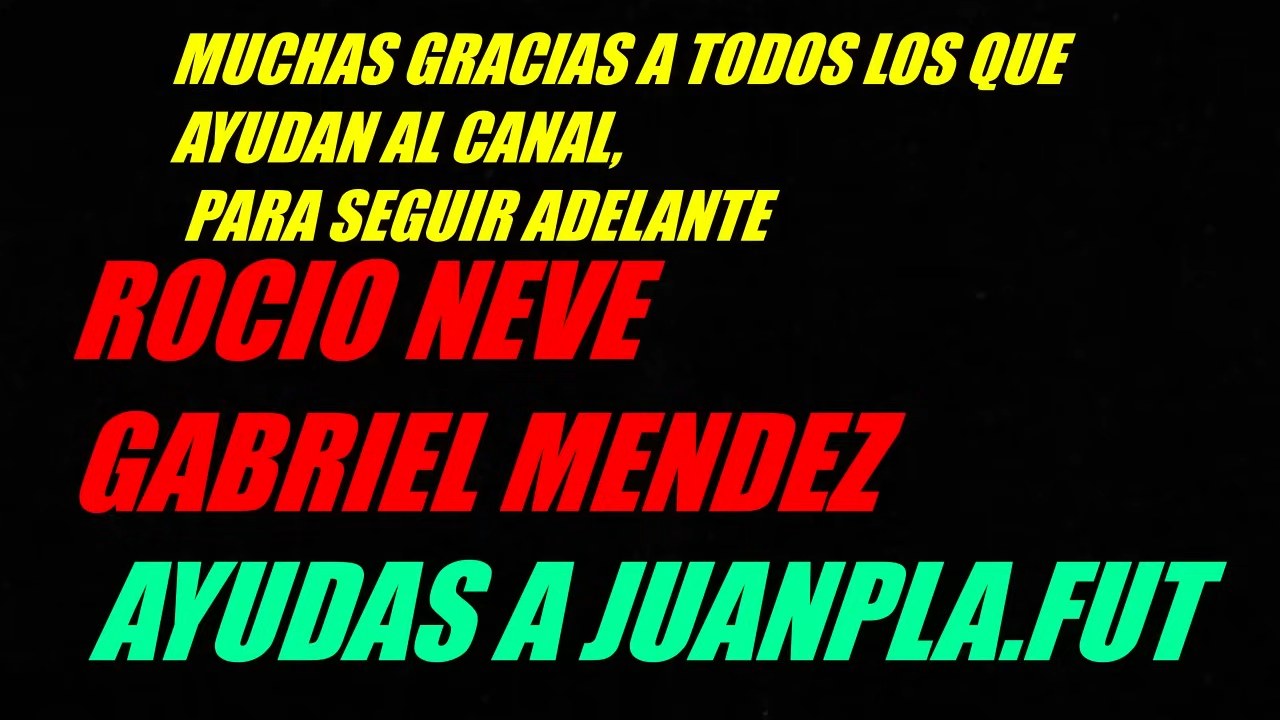 MUCHAS GRACIAS A TODOS LOS QUE
AYUDAN AL CANAL,
PARA SEGUIR ADELANTE
ROCIO NEVE
GABRIEL MENDEZ
AYUDAS A JUANPLA.FUT